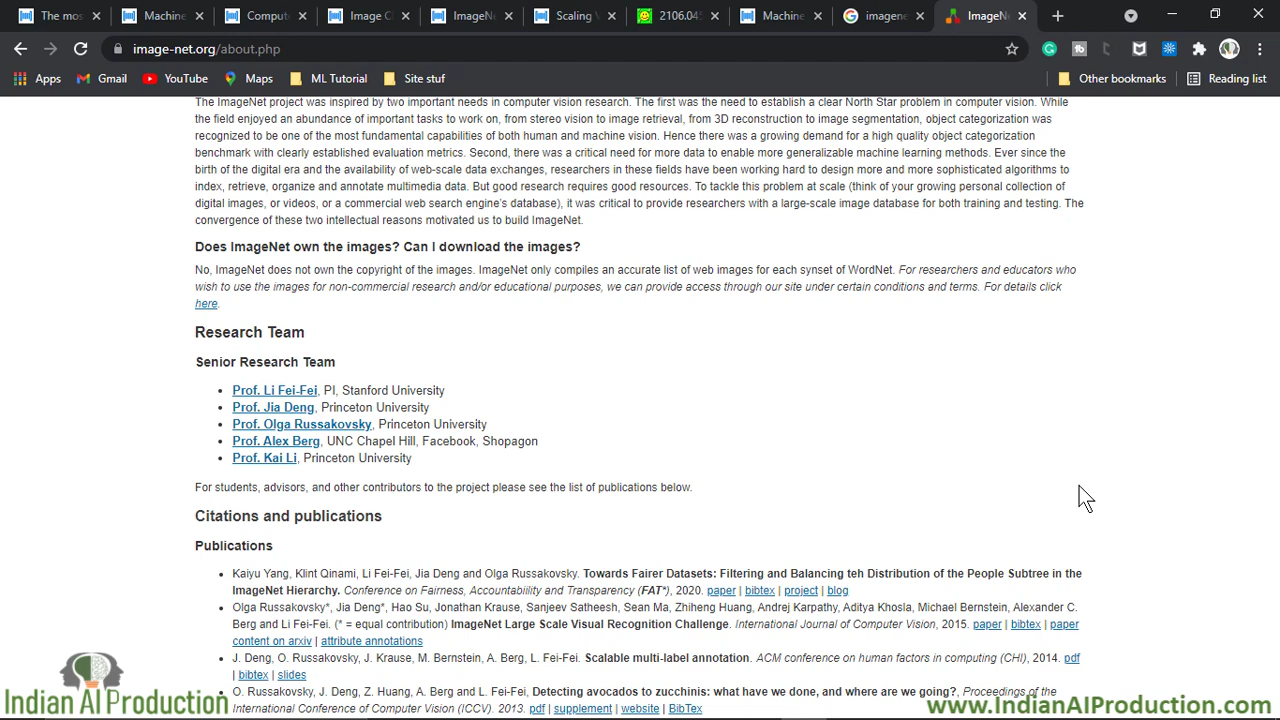 The mos
Machine
Compute
Image Cl
ImageNe
Scaling V
2106.045
Machine
imagene
ImageNe
image-net.org/about.php
Apps
Gmail
YouTube
Maps
ML Tutorial
Site stuff
Other bookmarks
Reading list
The ImageNet project was inspired by two important needs in computer vision research. The first was the need to establish a clear North Star problem in computer vision. While
the field enjoyed an abundance of important tasks to work on, from stereo vision to image retrieval, from 3D reconstruction to image segmentation, object categorization was
recognized to be one of the most fundamental capabilities of both human and machine vision. Hence there was a growing demand for a high quality object categorization
benchmark with clearly established evaluation metrics. Second, there was a critical need for more data to enable more generalizable machine learning methods. Ever since the
birth of the digital era and the availability of web-scale data exchanges, researchers in these fields have been working hard to design more and more sophisticated algorithms to
index, retrieve, organize and annotate multimedia data. But good research requires good resources. To tackle this problem at scale (think of your growing personal collection of
digital images, or videos, or a commercial web search engine's database), it was critical to provide researchers with a large-scale image database for both training and testing. The
convergence of these two intellectual reasons motivated us to build ImageNet.
Does ImageNet own the images? Can I download the images?
No, ImageNet does not own the copyright of the images. ImageNet only compiles an accurate list of web images for each synset of WordNet. For researchers and educators who
wish to use the images for non-commercial research and/or educational purposes, we can provide access through our site under certain conditions and terms. For details click
here.
Research Team
Senior Research Team
• Prof. Li Fei-Fei, PI, Stanford University
• Prof. Jia Deng, Princeton University
• Prof. Olga Russakovsky, Princeton University
• Prof. Alex Berg, UNC Chapel Hill, Facebook, Shopagon
• Prof. Kai Li, Princeton University
For students, advisors, and other contributors to the project please see the list of publications below.
Citations and publications
Publications
• Kaiyu Yang, Klint Qinami, Li Fei-Fei, Jia Deng and Olga Russakovsky. Towards Fairer Datasets: Filtering and Balancing teh Distribution of the People Subtree in the
ImageNet Hierarchy. Conference on Fairness, Accountability and Transparency (FAT*), 2020. paper | bibtex | project | blog
• Olga Russakovsky*, Jia Deng*, Hao Su, Jonathan Krause, Sanjeev Satheesh, Sean Ma, Zhiheng Huang, Andrej Karpathy, Aditya Khosla, Michael Bernstein, Alexander C.
Berg and Li Fei-Fei. (* = equal contribution) ImageNet Large Scale Visual Recognition Challenge. International Journal of Computer Vision, 2015. paper | bibtex | paper
content on arxiv | attribute annotations
• J. Deng, O. Russakovsky, J. Krause, M. Bernstein, A. Berg, L. Fei-Fei. Scalable multi-label annotation. ACM conference on human factors in computing (CHI), 2014. pdf
| bibtex | slides
• O. Russakovsky, J. Deng, Z. Huang, A. Berg and L. Fei-Fei, Detecting avocados to zucchinis: what have we done, and where are we going?, Proceedings of the
International Conference of Computer Vision (ICCV). 2013. pdf | supplement | website | BibTex
Indian AI Production
www.IndianAIProduction.com